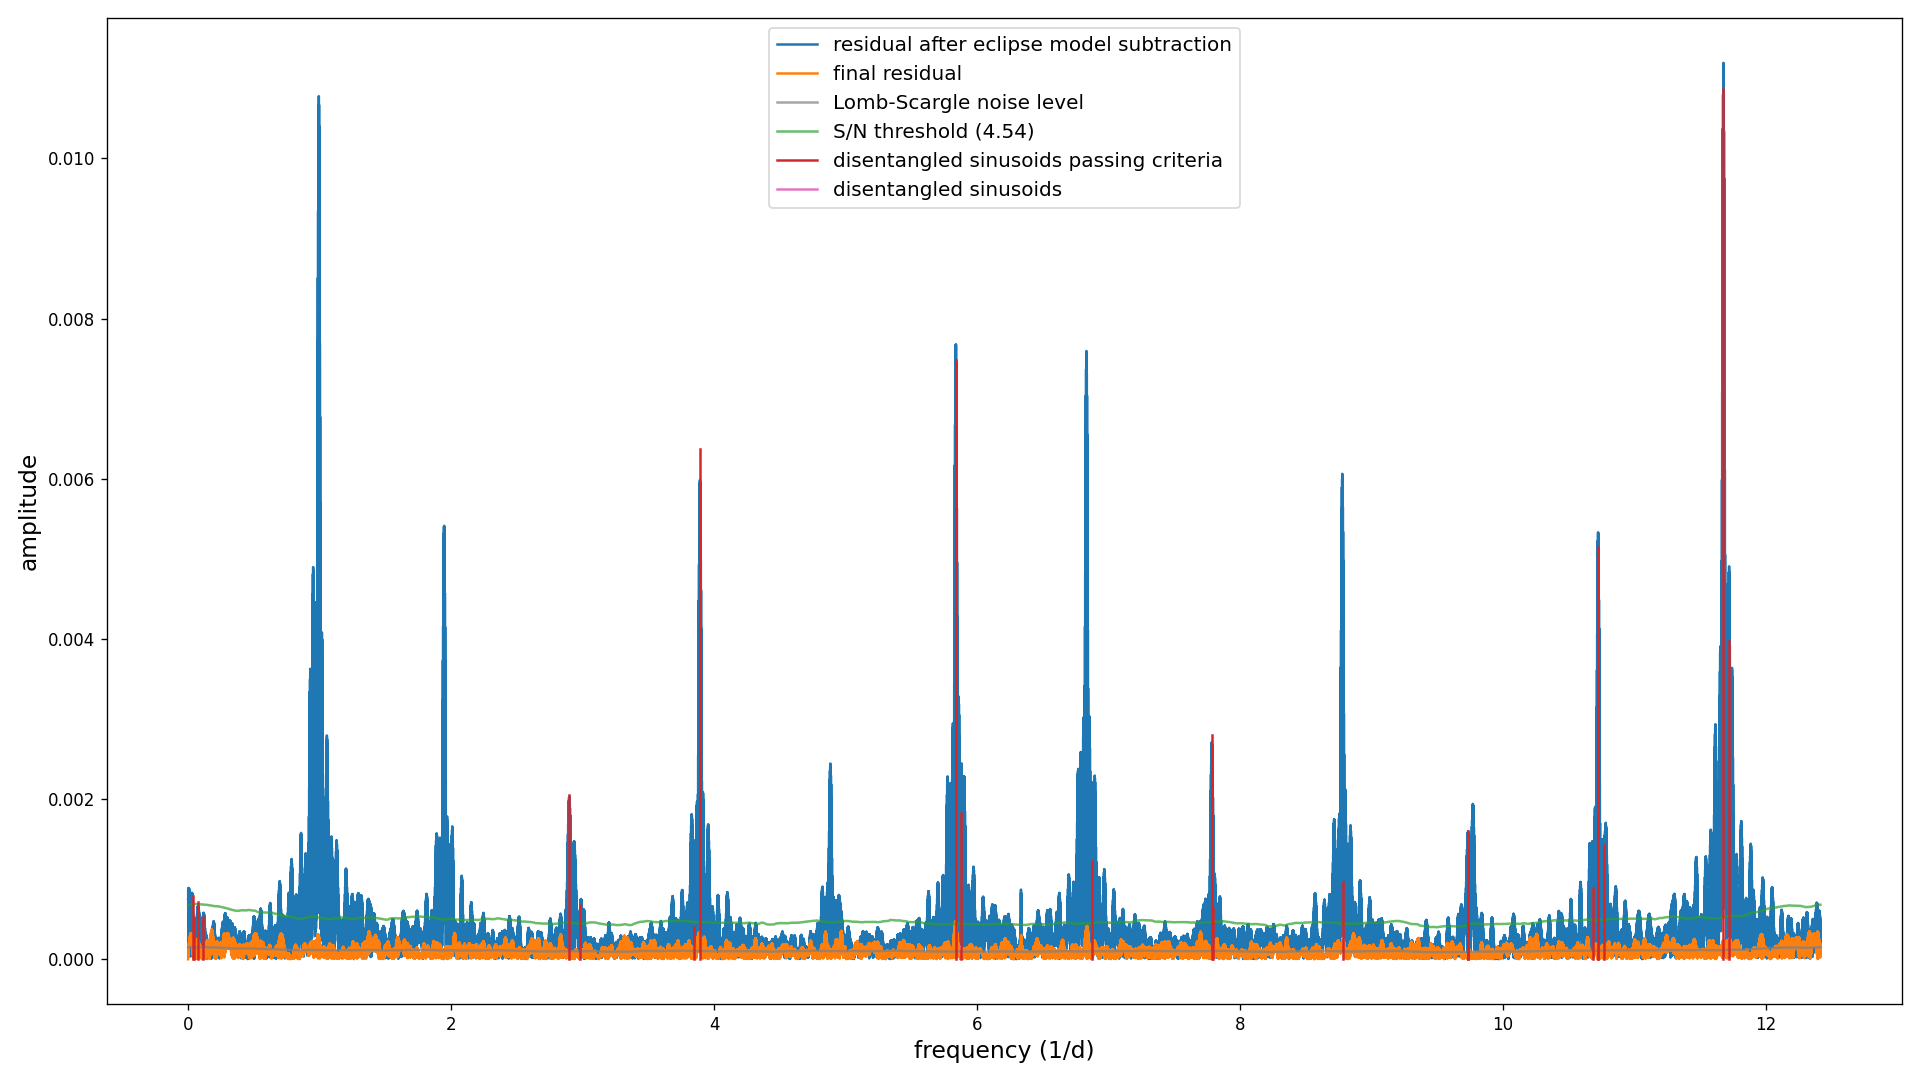 residual after eclipse model subtraction
final residual
Lomb-Scargle noise level
S/N threshold (4.54)
disentangled sinusoids passing criteria
disentangled sinusoids
0.010
0.008
0.006
0.004
0.002
0.000
amplitude
0 2 4 6 8 10 12
frequency (1/d)